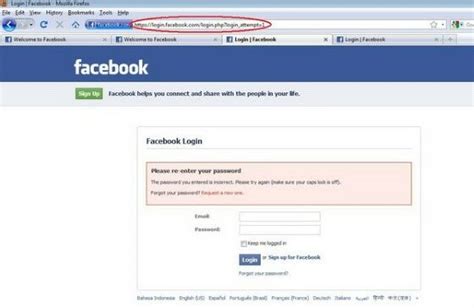 Login | Facebook - Mozilla Firefox
File Edit View History Bookmarks Tools Help
facebook.com https://login.facebook.com/login.php?login_attempt=1
Welcome to Facebook Welcome to Facebook Login | Facebook Login | Facebook
facebook
Sign Up Facebook helps you connect and share with the people in your life.
Facebook Login
Please re-enter your password
The password you entered is incorrect. Please try again (make sure your caps lock is off).
Forgot your password? Request a new one.
Email:
Password:
Keep me logged in
Login or Sign up for Facebook
Forgot your password?
Bahasa Indonesia English (US) Español Português (Brasil) Français (France) Deutsch Italiano हिन्दी 中文(简体)